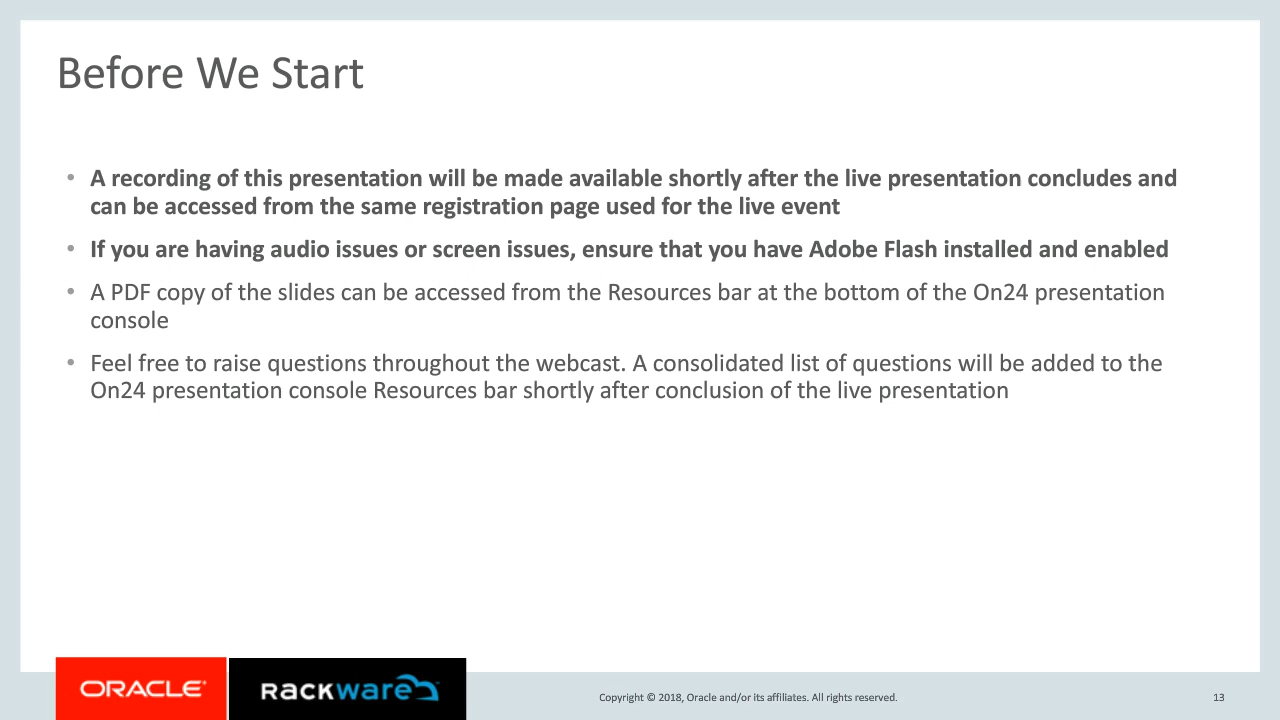 Before We Start
• A recording of this presentation will be made available shortly after the live presentation concludes and
can be accessed from the same registration page used for the live event
• If you are having audio issues or screen issues, ensure that you have Adobe Flash installed and enabled
• A PDF copy of the slides can be accessed from the Resources bar at the bottom of the On24 presentation
console
• Feel free to raise questions throughout the webcast. A consolidated list of questions will be added to the
On24 presentation console Resources bar shortly after conclusion of the live presentation
ORACLE®
rackware
Copyright © 2018, Oracle and/or its affiliates. All rights reserved.
13